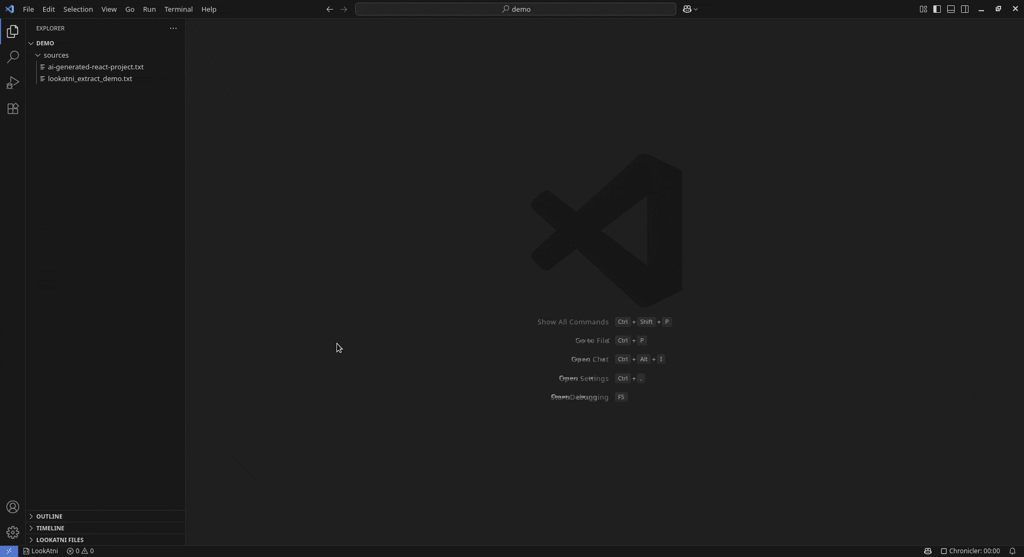 File Edit Selection View Go Run Terminal Help
demo
EXPLORER
DEMO
sources
ai-generated-react-project.txt
lookatni_extract_demo.txt
Show All Commands Ctrl + Shift + P
Go to File Ctrl + P
Open Chat Ctrl + Alt + I
Open Settings Ctrl + ,
F5
OUTLINE
TIMELINE
LOOKATNI FILES
LookAtni 0 0
Chronicler: 00:00